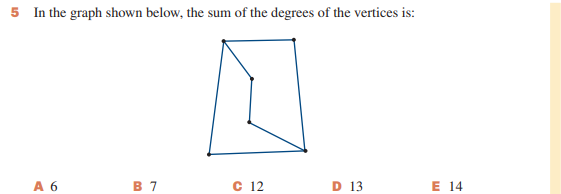 5 In the graph shown below, the sum of the degrees of the vertices is:
A 6 B 7 C 12 D 13 E 14